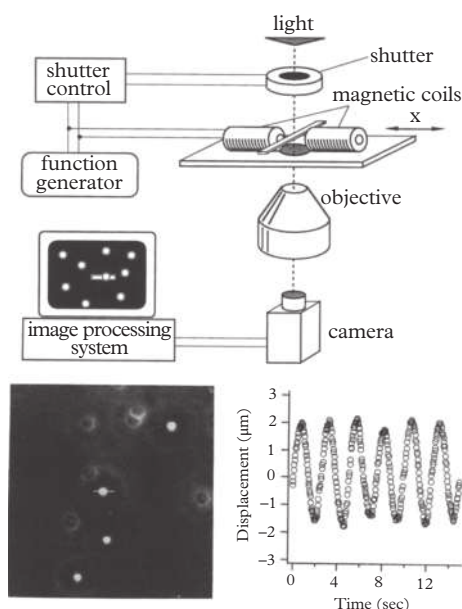 light
shutter
shutter
control
magnetic coils
x
function
generator
objective
image processing
system
camera
Displacement (μm)
3
2
1
0
−1
−2
−3
0 4 8 12
Time (sec)